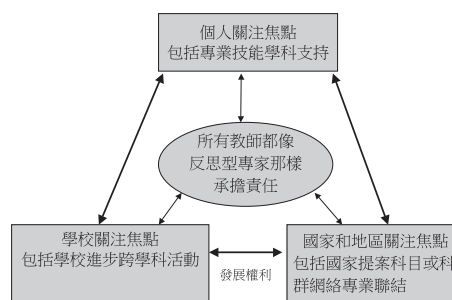 個人關注焦點
包括專業技能學科支持
所有教師都像
反思型專家那樣
承擔責任
學校關注焦點
包括學校進步跨學科活動
發展權利
國家和地區關注焦點
包括國家提案科目或科
群網絡專業聯結